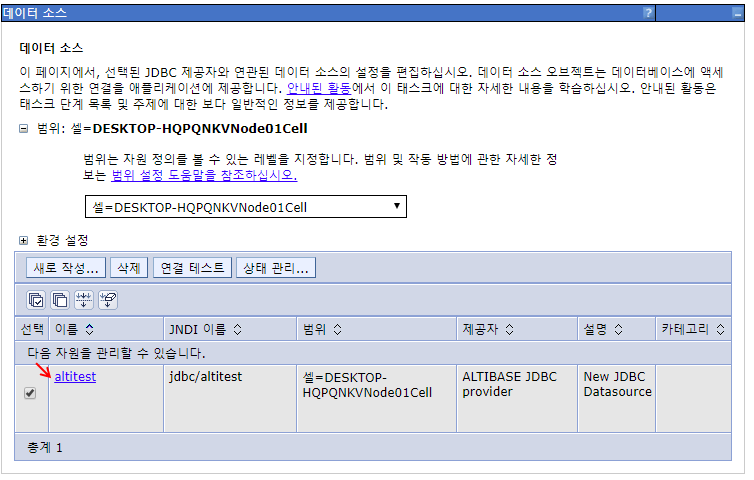 데이터 소스
?
데이터 소스
이 페이지에서, 선택된 JDBC 제공자와 연관된 데이터 소스의 설정을 편집하십시오. 데이터 소스 오브젝트는 데이터베이스에 액세
스하기 위한 연결을 애플리케이션에 제공합니다. 안내된 활동에서 이 태스크에 대한 자세한 내용을 학습하십시오. 안내된 활동은
태스크 단계 목록 및 주제에 대한 보다 일반적인 정보를 제공합니다.
범위: 셀=DESKTOP-HQPQNKVNode01Cell
범위는 자원 정의를 볼 수 있는 레벨을 지정합니다. 범위 및 작동 방법에 관한 자세한 정
보는 범위 설정 도움말을 참조하십시오.
셀=DESKTOP-HQPQNKVNode01Cell
환경 설정
새로 작성... 삭제 연결 테스트 상태 관리...
선택 이름 JNDI 이름 범위 제공자 설명 카테고리
다음 자원을 관리할 수 있습니다.
altitest jdbc/altitest 셀=DESKTOP- ALTIBASE JDBC New JDBC
HQPQNKVNode01Cell provider Datasource
총계 1